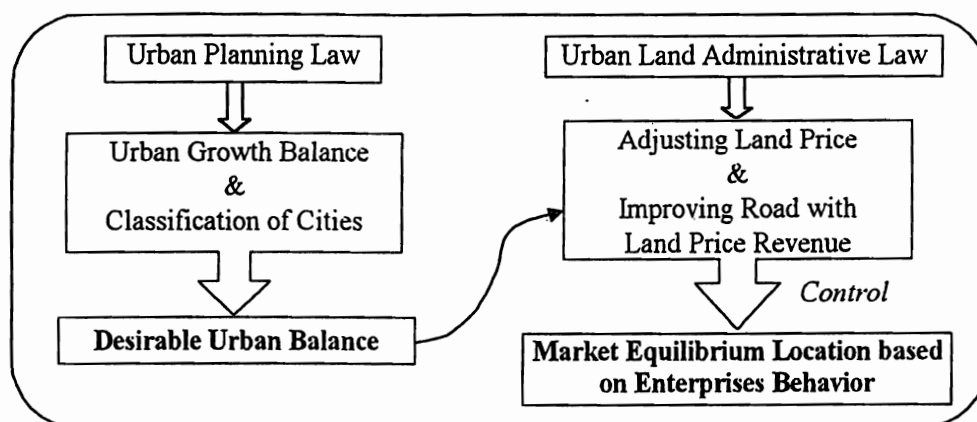 Urban Planning Law
Urban Growth Balance
&
Classification of Cities
Desirable Urban Balance
Urban Land Administrative Law
Adjusting Land Price
&
Improving Road with
Land Price Revenue
Control
Market Equilibrium Location based
on Enterprises Behavior